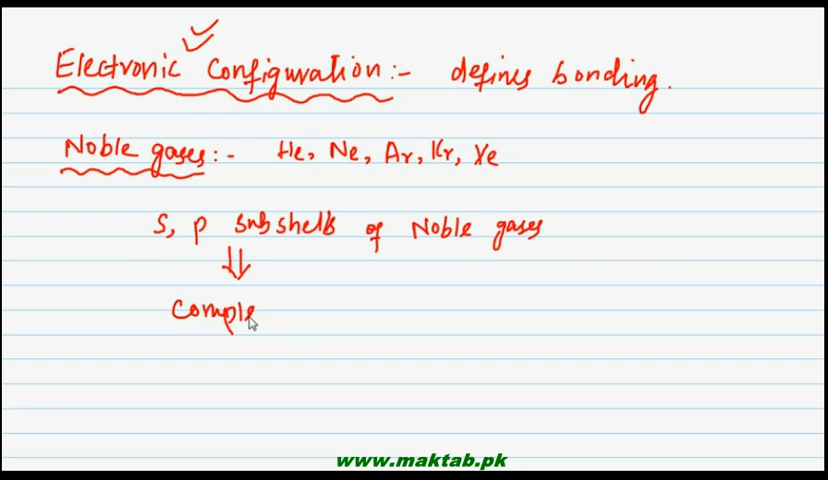 Electronic Configuration:- defines bonding.
Noble gases:- He, Ne, Ar, Kr, Xe
s, p subshells of Noble gases
Comple
www.maktab.pk